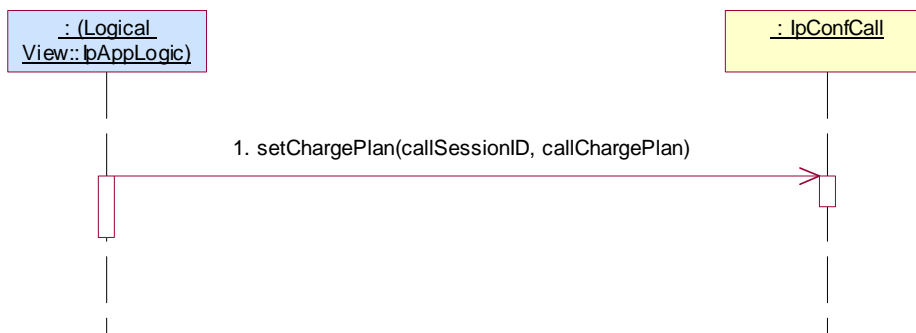 : (Logical
View::IpAppLogic)
: IpConfCall
1. setChargePlan(callSessionID, callChargePlan)